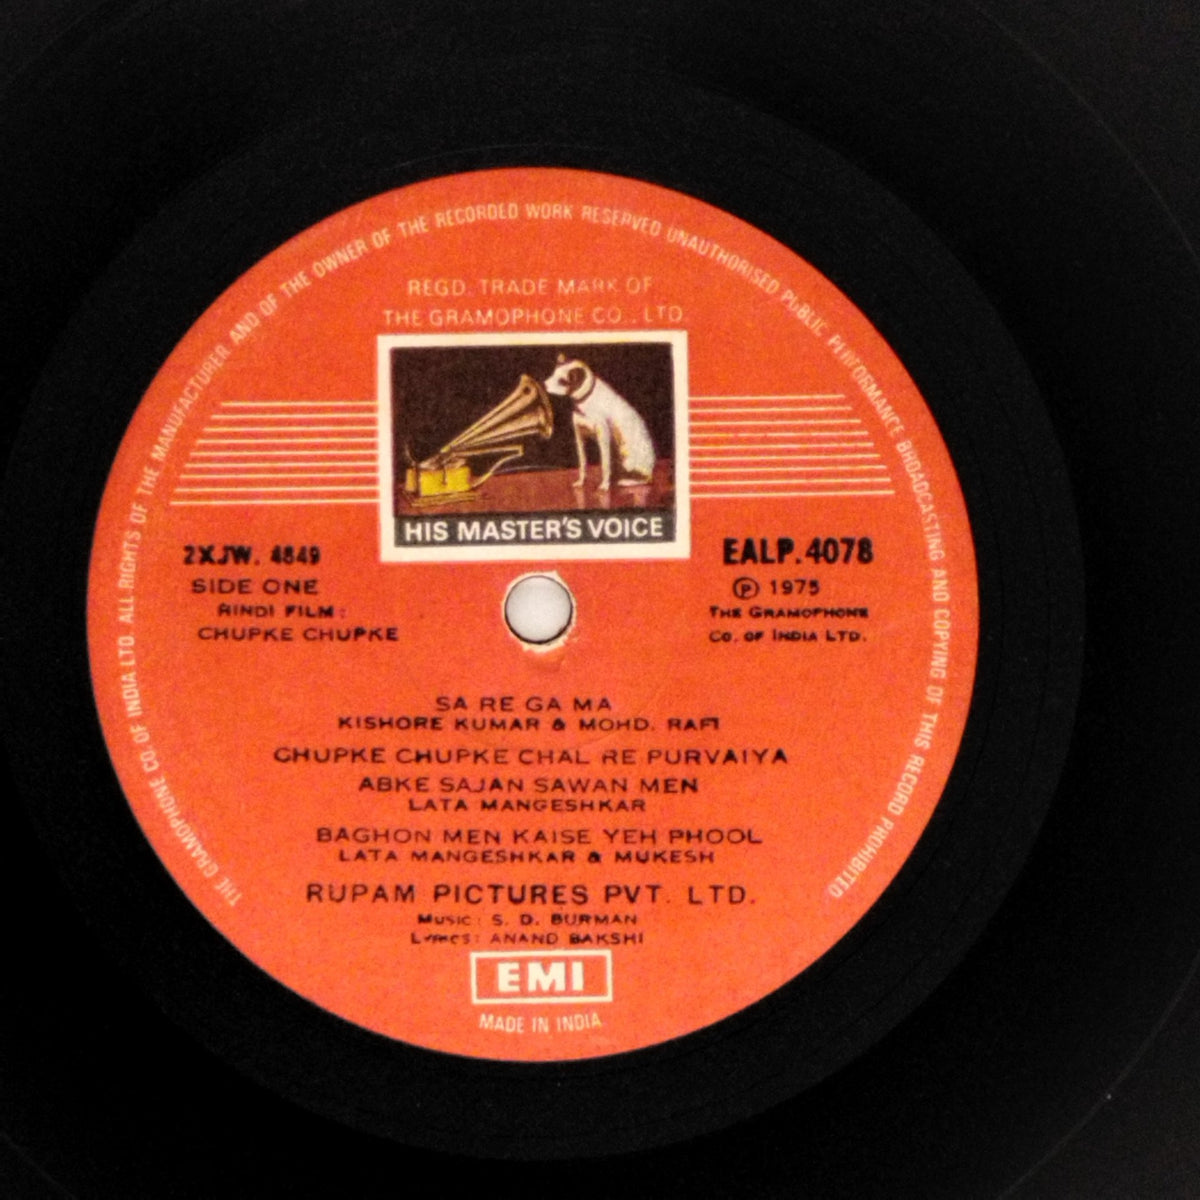 THE GRAMOPHONE CO. OF INDIA LTD. ALL RIGHTS OF THE MANUFACTURER AND OF THE OWNER OF THE RECORDED WORK RESERVED UNAUTHORISED PUBLIC PERFORMANCE BROADCASTING AND COPYING OF THIS RECORD PROHIBITED
REGD. TRADE MARK OF
THE GRAMOPHONE CO., LTD.
HIS MASTER'S VOICE
2XJW. 4849
SIDE ONE
HINDI FILM:
CHUPKE CHUPKE
EALP. 4078
℗ 1975
THE GRAMOPHONE
CO. OF INDIA LTD.
SA RE GA MA
KISHORE KUMAR & MOHD. RAFI
CHUPKE CHUPKE CHAL RE PURVAIYA
ABKE SAJAN SAWAN MEN
LATA MANGESHKAR
BAGHON MEN KAISE YEH PHOOL
LATA MANGESHKAR & MUKESH
RUPAM PICTURES PVT. LTD.
Music: S. D. BURMAN
Lyrics: ANAND BAKSHI
EMI
MADE IN INDIA